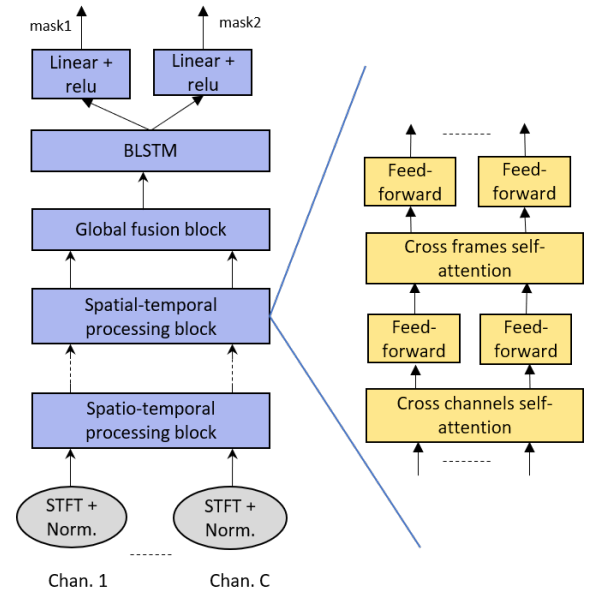 mask1
mask2
Linear +
relu
Linear +
relu
BLSTM
Global fusion block
Spatial-temporal
processing block
Spatio-temporal
processing block
STFT +
Norm.
STFT +
Norm.
Chan. 1
Chan. C
Feed-
forward
Feed-
forward
Cross frames self-
attention
Feed-
forward
Feed-
forward
Cross channels self-
attention